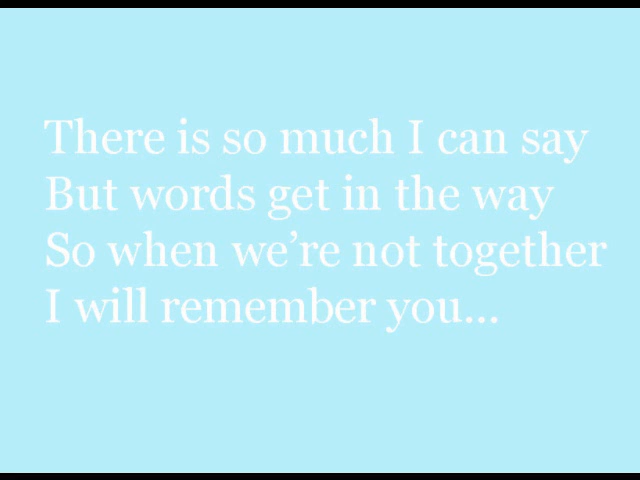 There is so much I can say
But words get in the way
So when we’re not together
I will remember you...